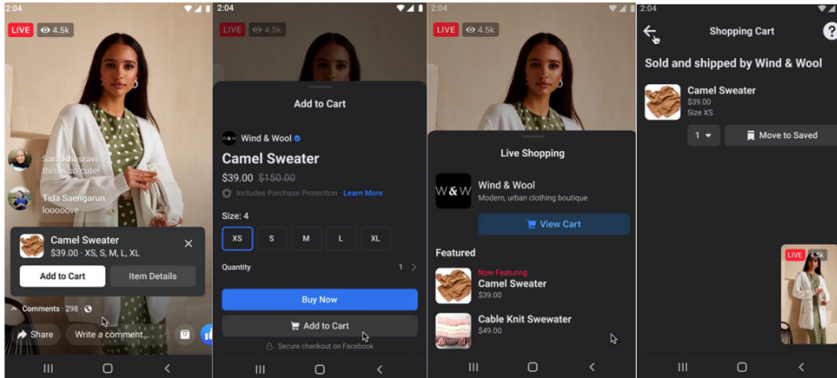 2:04
LIVE 4.5k
Sara Khosravi
this is so cute!
Tida Saengarun
looooove
Camel Sweater
$39.00 · XS, S, M, L, XL
Add to Cart
Item Details
Comments · 298 ·
Share
Write a comment...
2:04
LIVE 4.5k
Add to Cart
Wind & Wool
Camel Sweater
$39.00 $150.00
Includes Purchase Protection · Learn More
Size: 4
XS S M L XL
Quantity 1
Buy Now
Add to Cart
Secure checkout on Facebook
LIVE 4.5k
Live Shopping
W&W
Wind & Wool
Modern, urban clothing boutique
View Cart
Featured
Now Featuring
Camel Sweater
$39.00
Cable Knit Swewater
$49.00
2:04
Shopping Cart
?
Sold and shipped by Wind & Wool
Camel Sweater
$39.00
Size XS
1
Move to Saved
LIVE 4.5k